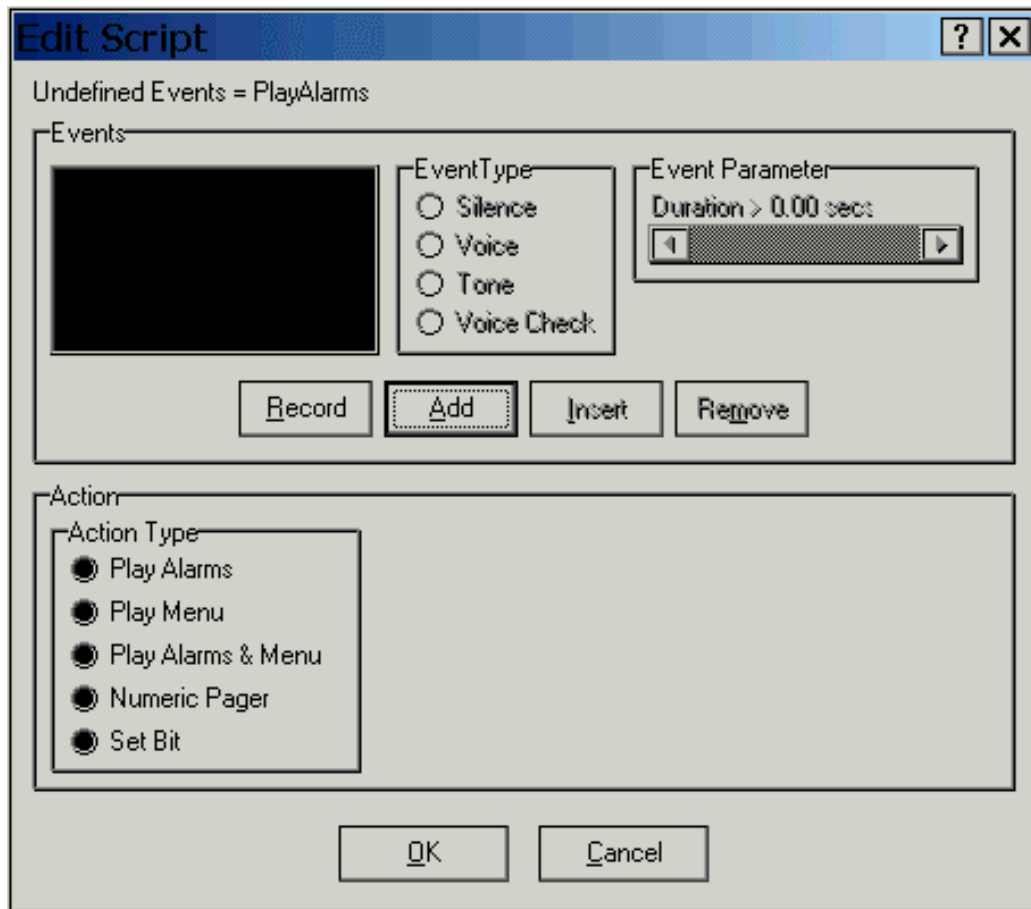 Edit Script
Undefined Events = PlayAlarms
Events
EventType
Silence
Voice
Tone
Voice Check
Event Parameter
Duration > 0.00 secs
Record
Add
Insert
Remove
Action
Action Type
Play Alarms
Play Menu
Play Alarms & Menu
Numeric Pager
Set Bit
OK
Cancel